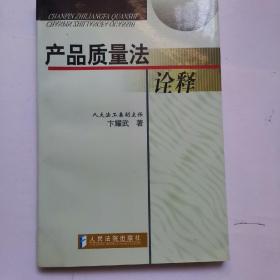 CHANPIN ZHILIANGFA QUANSHI
产品质量法
诠释
人大法工委副主任
卞耀武 著
人民法院出版社